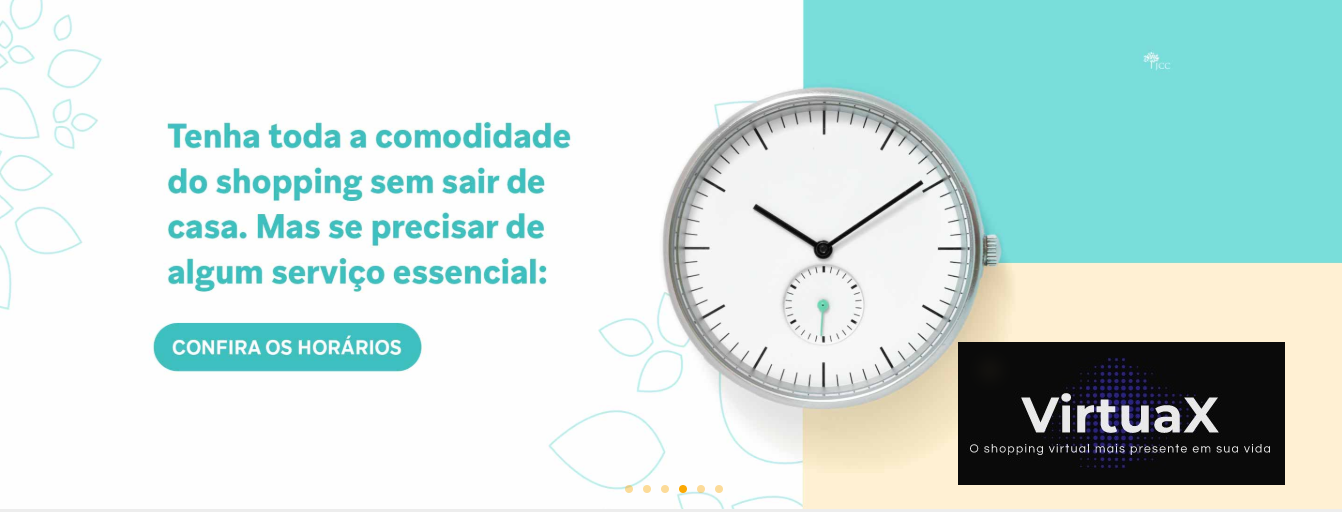 Tenha toda a comodidade
do shopping sem sair de
casa. Mas se precisar de
algum serviço essencial:
CONFIRA OS HORÁRIOS
JCC
VirtuaX
O shopping virtual mais presente em sua vida